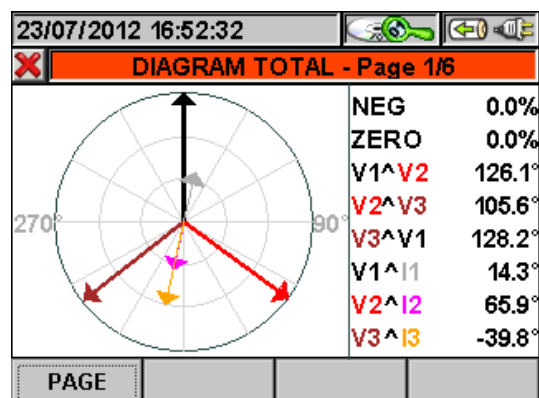 23/07/2012 16:52:32
DIAGRAM TOTAL - Page 1/6
NEG 0.0%
ZERO 0.0%
V1^V2 126.1°
V2^V3 105.6°
V3^V1 128.2°
V1^I1 14.3°
V2^I2 65.9°
V3^I3 -39.8°
270° 90°
PAGE